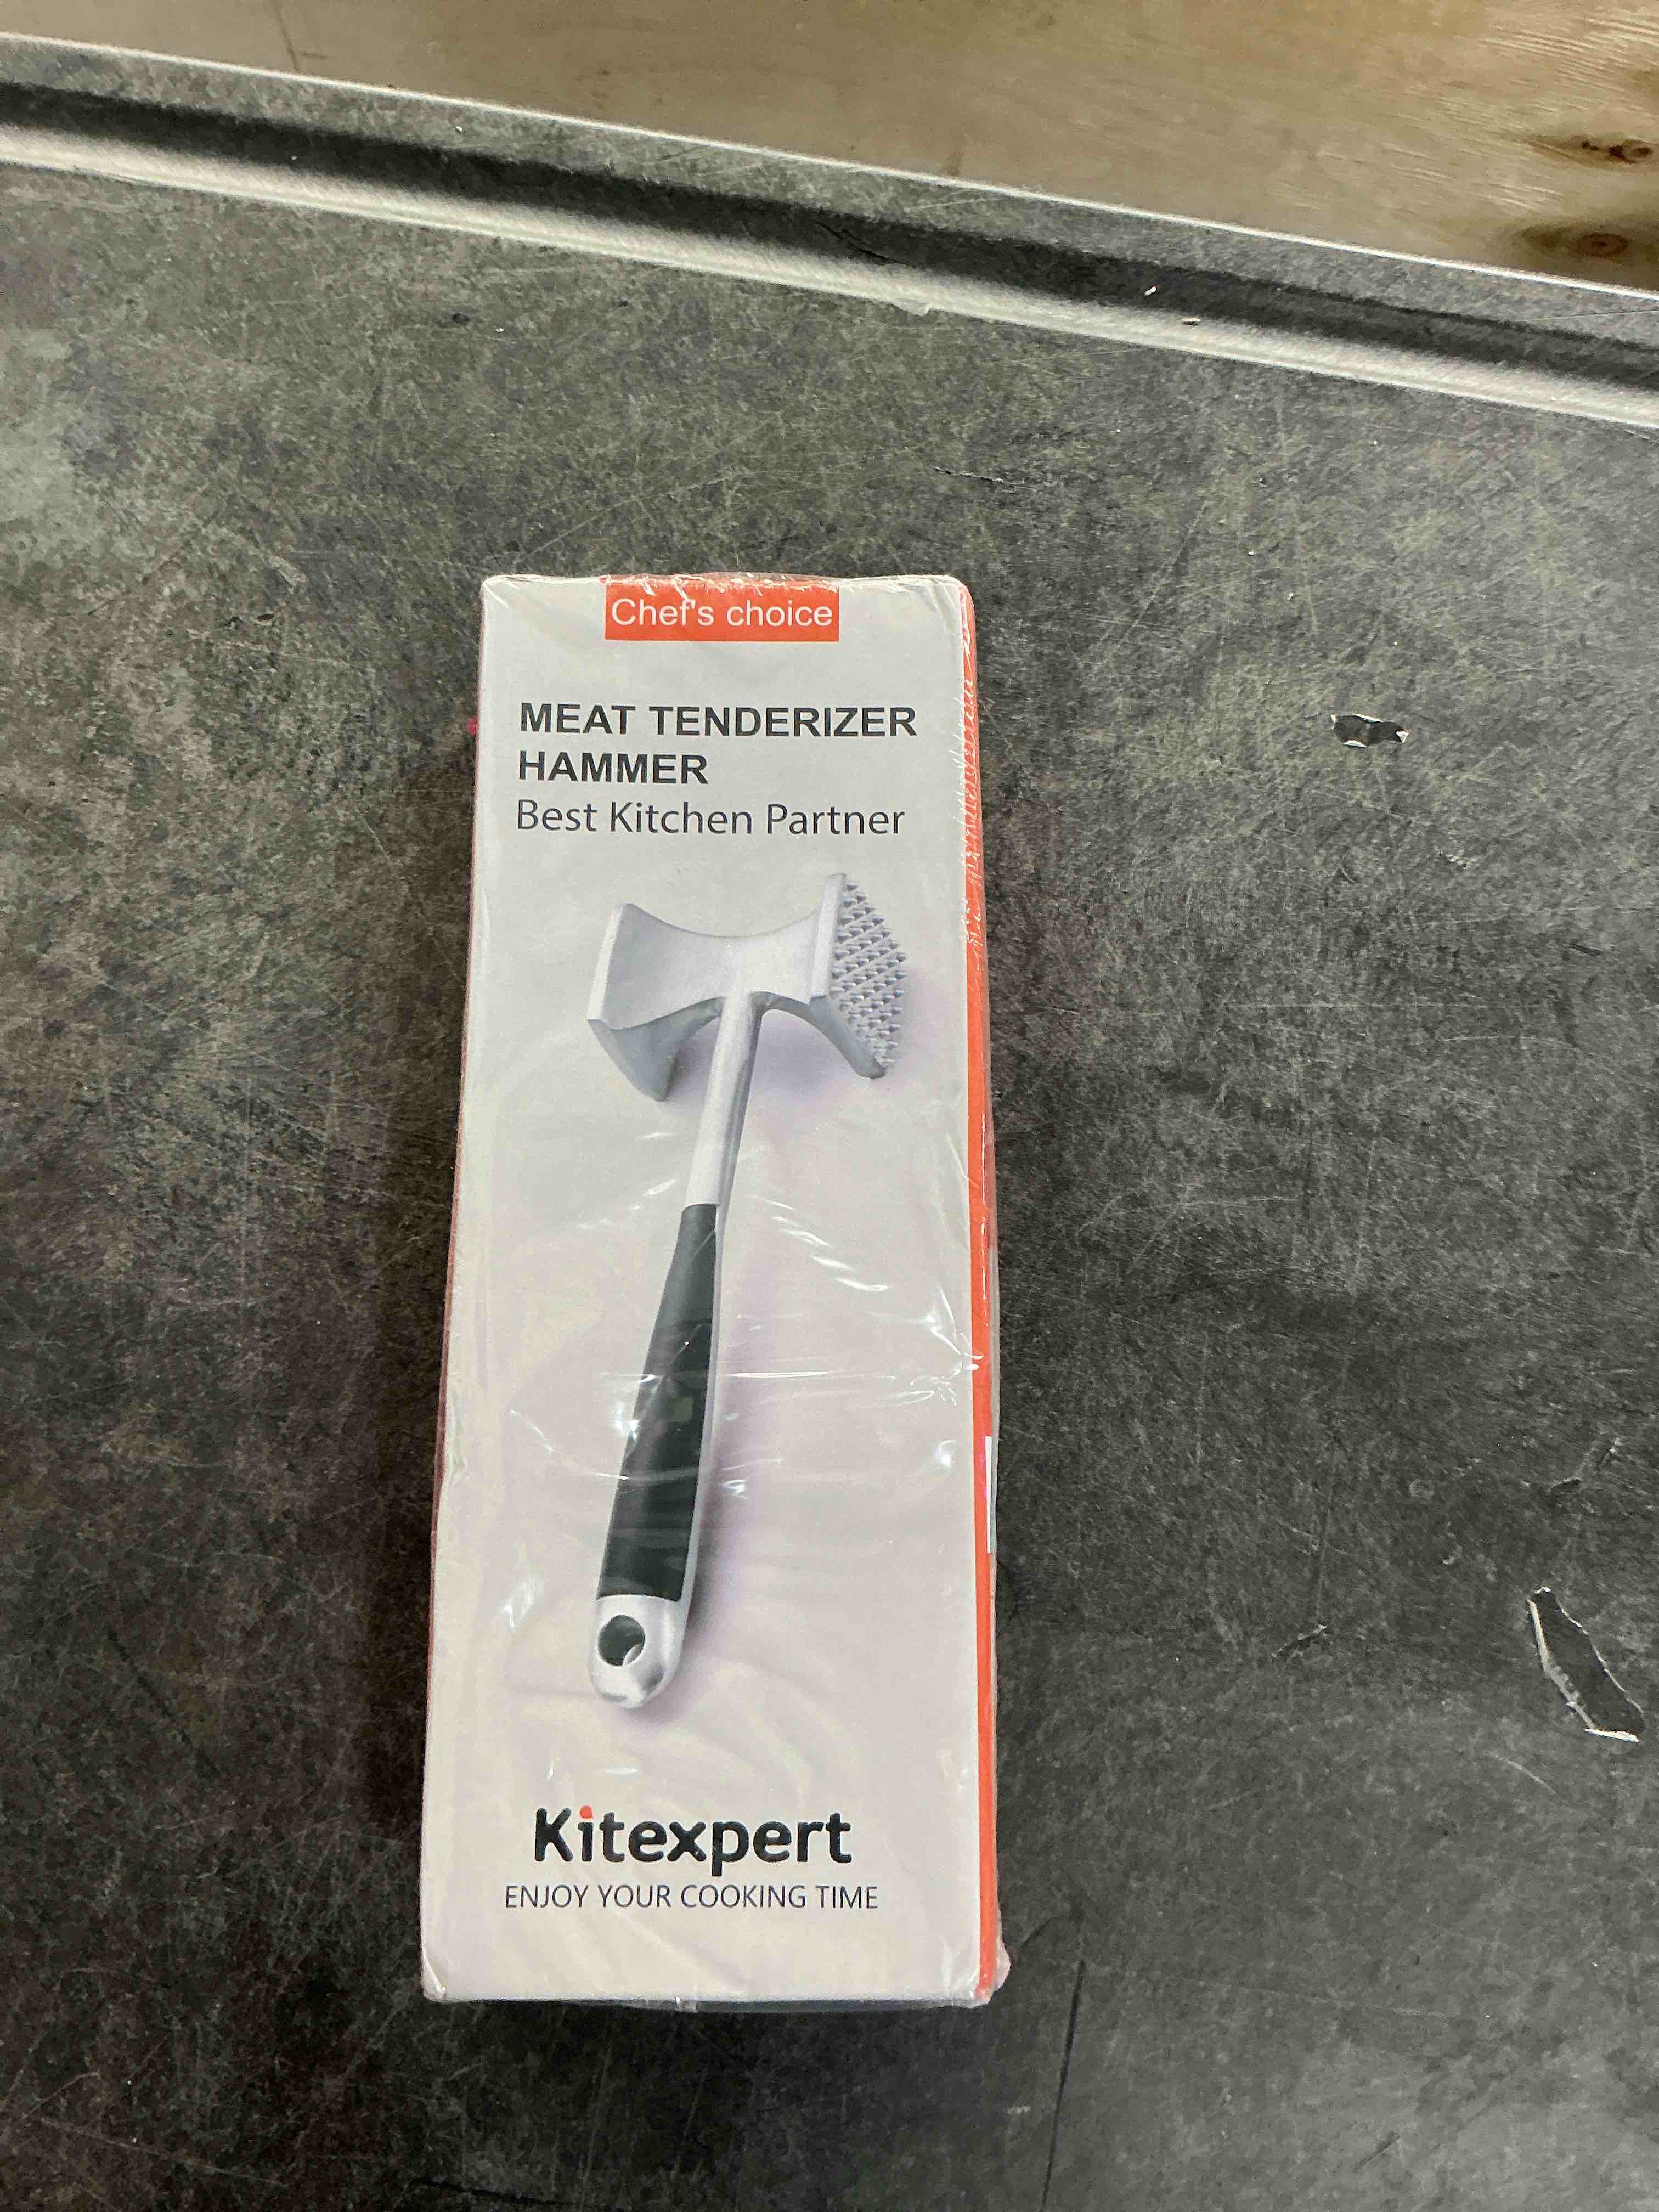 Chef's choice
MEAT TENDERIZER
HAMMER
Best Kitchen Partner
Kitexpert
ENJOY YOUR COOKING TIME